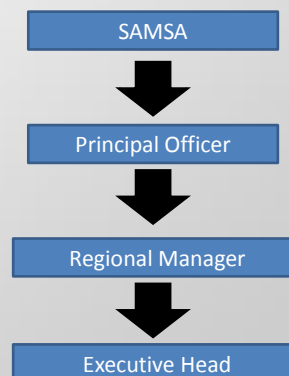 SAMSA
Principal Officer
Regional Manager
Executive Head